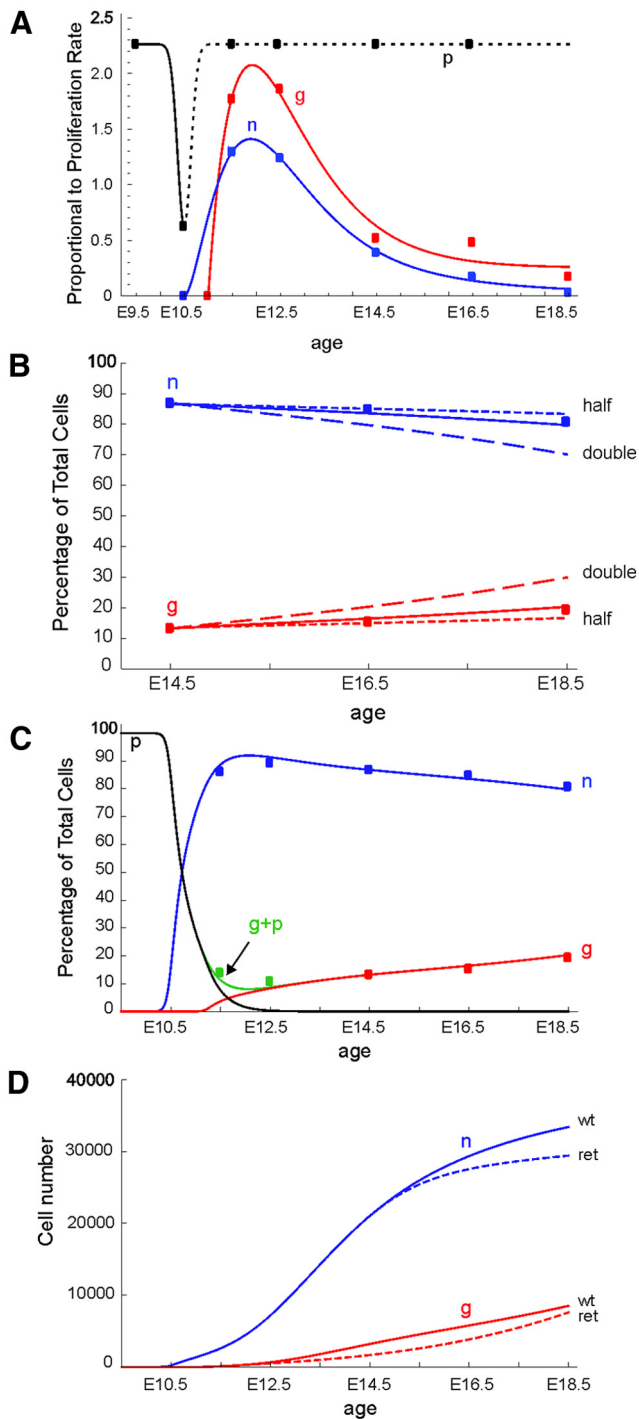 A
Proportional to Proliferation Rate
2.5
2.0
1.5
1.0
0.5
0
p
g
n
E9.5 E10.5 E12.5 E14.5 E16.5 E18.5
age
B
Percentage of Total Cells
100
90
80
70
60
50
40
30
20
10
0
n
half
double
double
g
half
E14.5 E16.5 E18.5
age
C
Percentage of Total Cells
100
90
80
70
60
50
40
30
20
10
0
p
n
g+p
g
E10.5 E12.5 E14.5 E16.5 E18.5
age
D
Cell number
40000
30000
20000
10000
0
wt
n
ret
g
wt
ret
E10.5 E12.5 E14.5 E16.5 E18.5
age